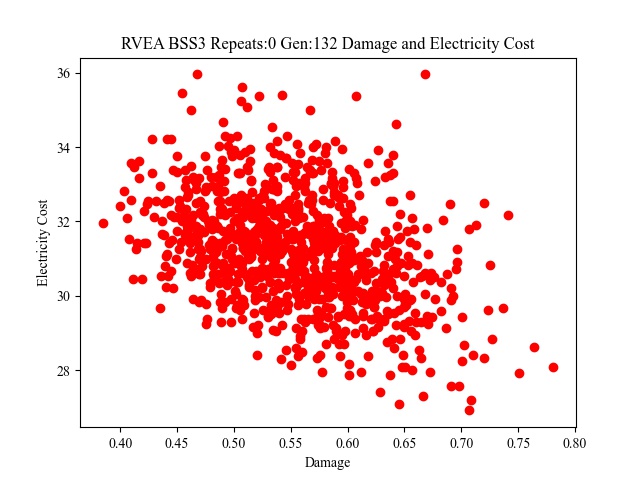 RVEA BSS3 Repeats:0 Gen:132 Damage and Electricity Cost
36
34
32
30
28
Electricity Cost
0.40 0.45 0.50 0.55 0.60 0.65 0.70 0.75 0.80
Damage